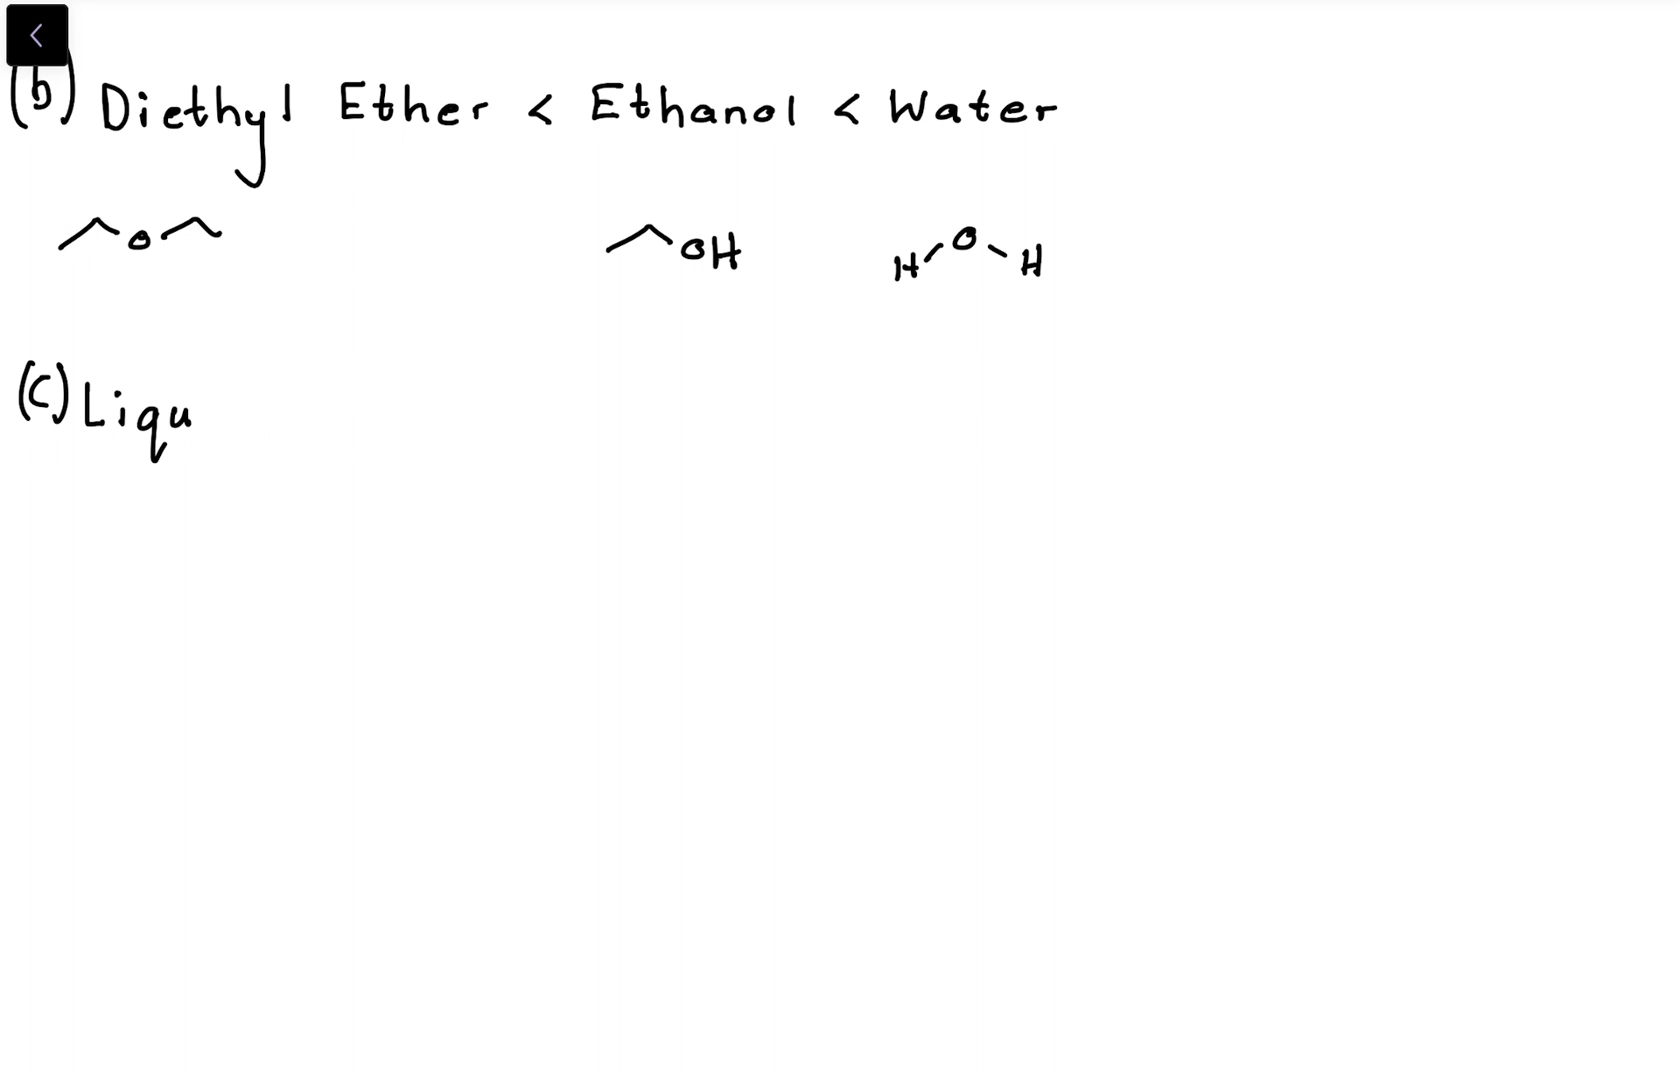 (b) Diethyl Ether < Ethanol < Water
O OH H O H
(c) Liqu